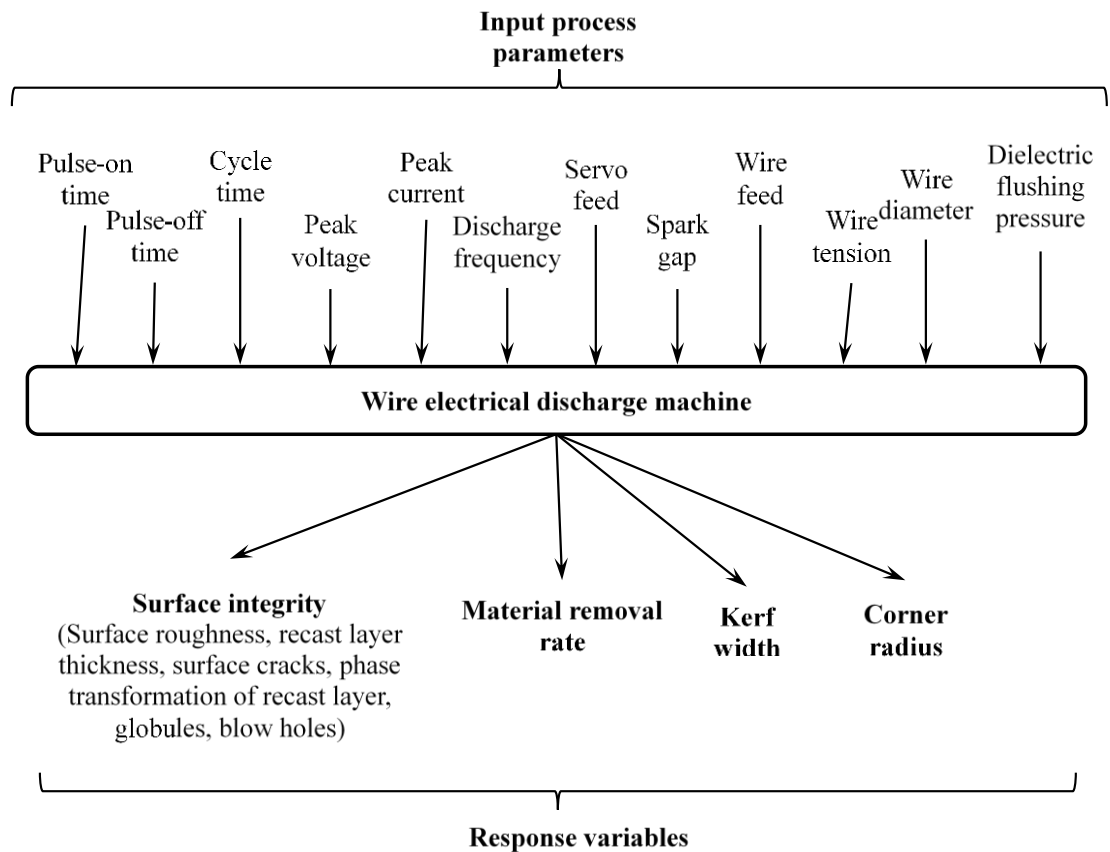 Input process
parameters
Pulse-on
time
Pulse-off
time
Cycle
time
Peak
voltage
Peak
current
Discharge
frequency
Servo
feed
Spark
gap
Wire
feed
Wire
tension
Wire
diameter
Dielectric
flushing
pressure
Wire electrical discharge machine
Surface integrity
(Surface roughness, recast layer
thickness, surface cracks, phase
transformation of recast layer,
globules, blow holes)
Material removal
rate
Kerf
width
Corner
radius
Response variables